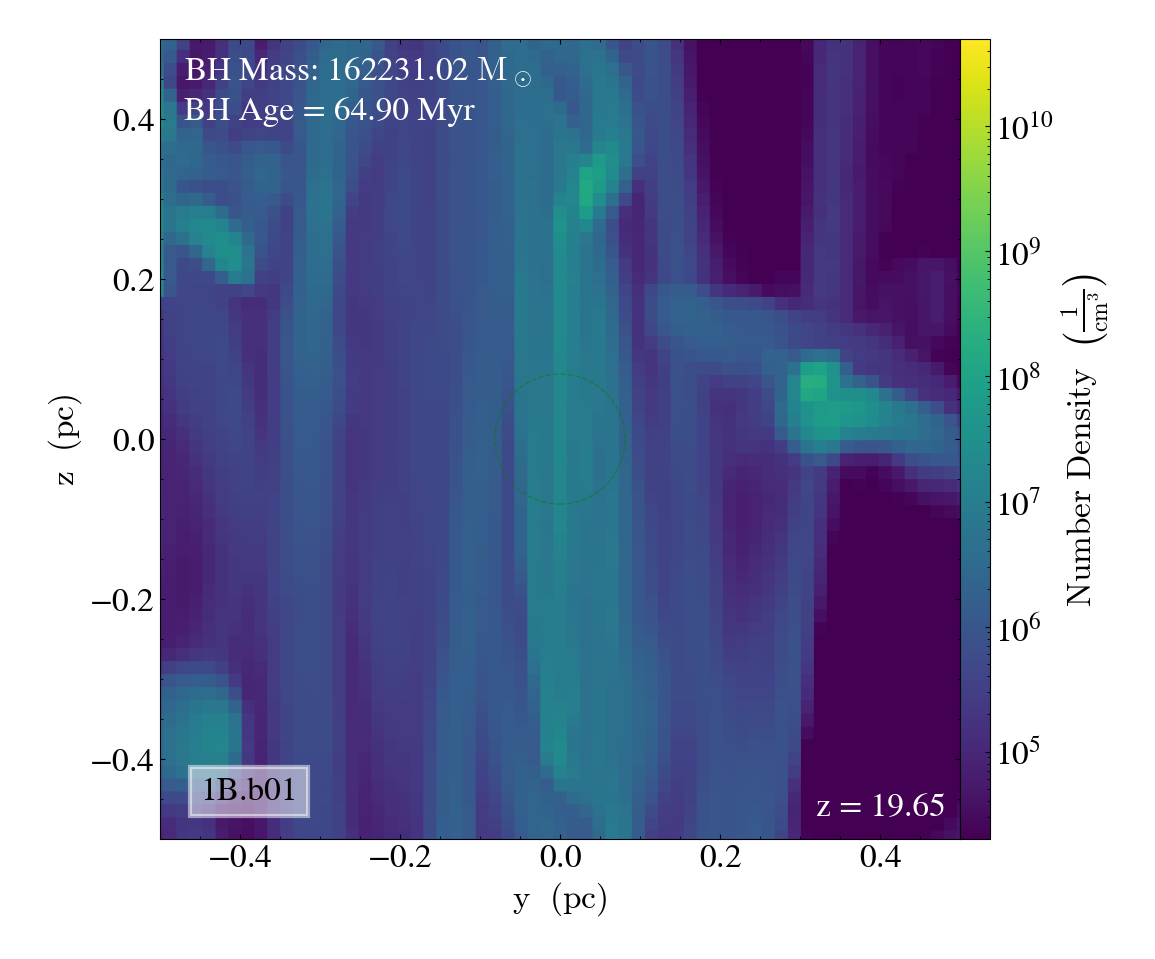 BH Mass: 162231.02 M⊙
BH Age = 64.90 Myr
0.4
0.2
0.0
−0.2
−0.4
z (pc)
1B.b01
z = 19.65
−0.4 −0.2 0.0 0.2 0.4
y (pc)
10^10
10^9
10^8
10^7
10^6
10^5
Number Density (1/cm^3)